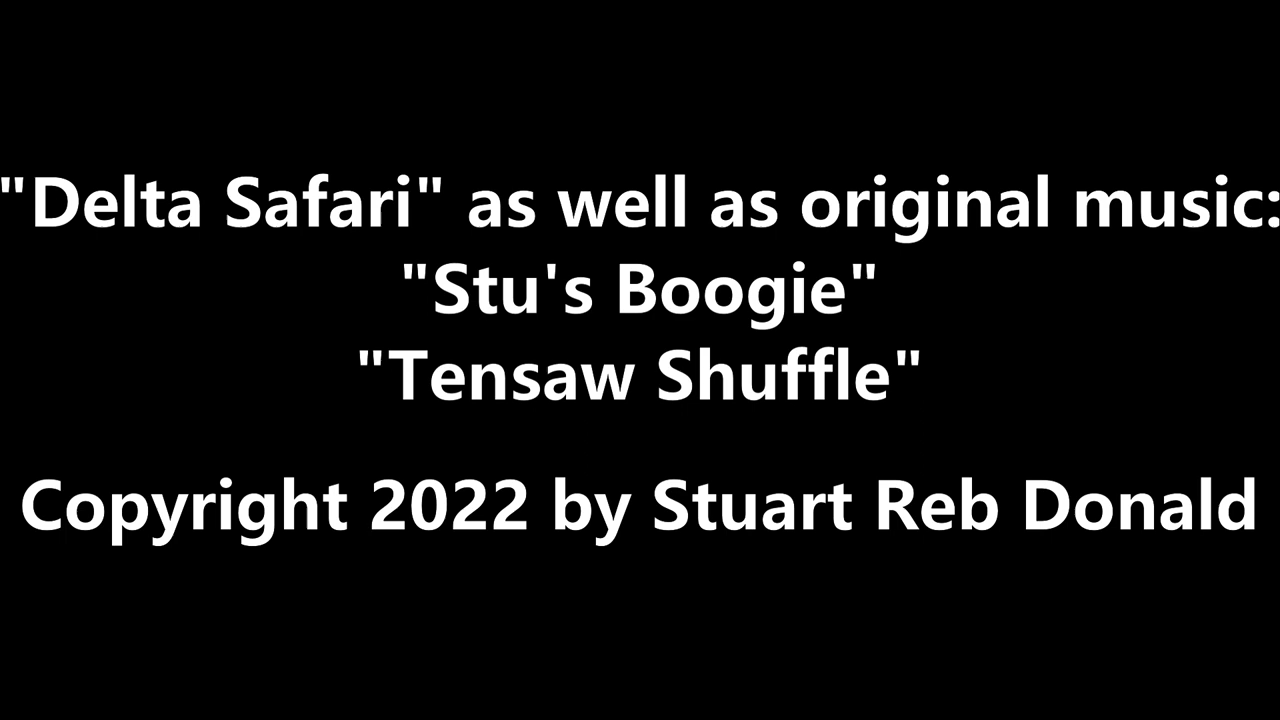 "Delta Safari" as well as original music:
"Stu's Boogie"
"Tensaw Shuffle"
Copyright 2022 by Stuart Reb Donald